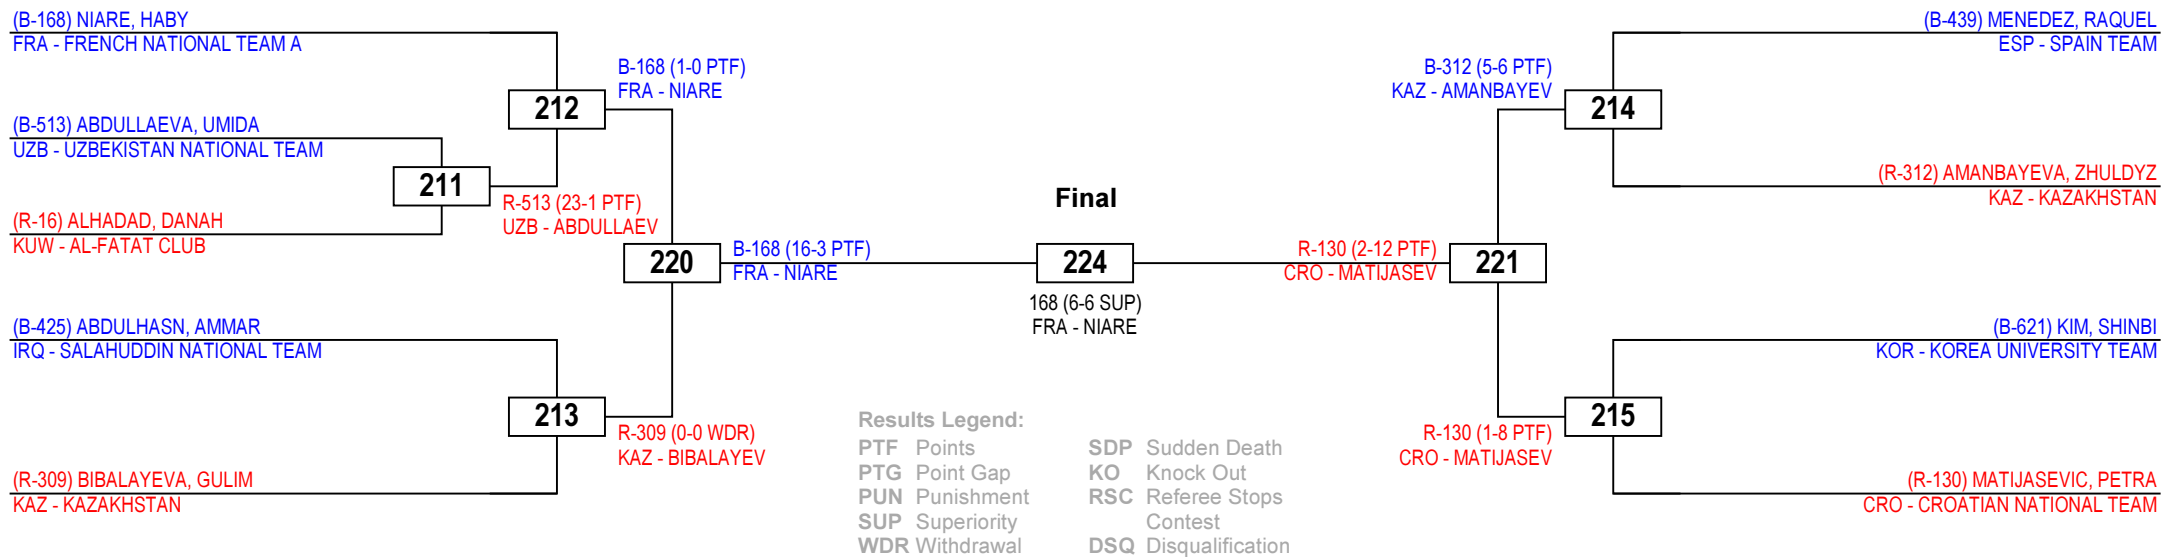 (B-168) NIARE, HABY
FRA - FRENCH NATIONAL TEAM A
B-168 (1-0 PTF)
FRA - NIARE
212
(B-513) ABDULLAEVA, UMIDA
UZB - UZBEKISTAN NATIONAL TEAM
211
R-513 (23-1 PTF)
UZB - ABDULLAEV
(R-16) ALHADAD, DANAH
KUW - AL-FATAT CLUB
220
B-168 (16-3 PTF)
FRA - NIARE
(B-425) ABDULHASN, AMMAR
IRQ - SALAHUDDIN NATIONAL TEAM
213
R-309 (0-0 WDR)
KAZ - BIBALAYEV
(R-309) BIBALAYEVA, GULIM
KAZ - KAZAKHSTAN
Final
224
168 (6-6 SUP)
FRA - NIARE
(B-439) MENEDEZ, RAQUEL
ESP - SPAIN TEAM
B-312 (5-6 PTF)
KAZ - AMANBAYEV
214
(R-312) AMANBAYEVA, ZHULDYZ
KAZ - KAZAKHSTAN
R-130 (2-12 PTF)
CRO - MATIJASEV
221
(B-621) KIM, SHINBI
KOR - KOREA UNIVERSITY TEAM
215
R-130 (1-8 PTF)
CRO - MATIJASEV
(R-130) MATIJASEVIC, PETRA
CRO - CROATIAN NATIONAL TEAM
Results Legend:
PTF Points
PTG Point Gap
PUN Punishment
SUP Superiority
WDR Withdrawal
SDP Sudden Death
KO Knock Out
RSC Referee Stops
Contest
DSQ Disqualification